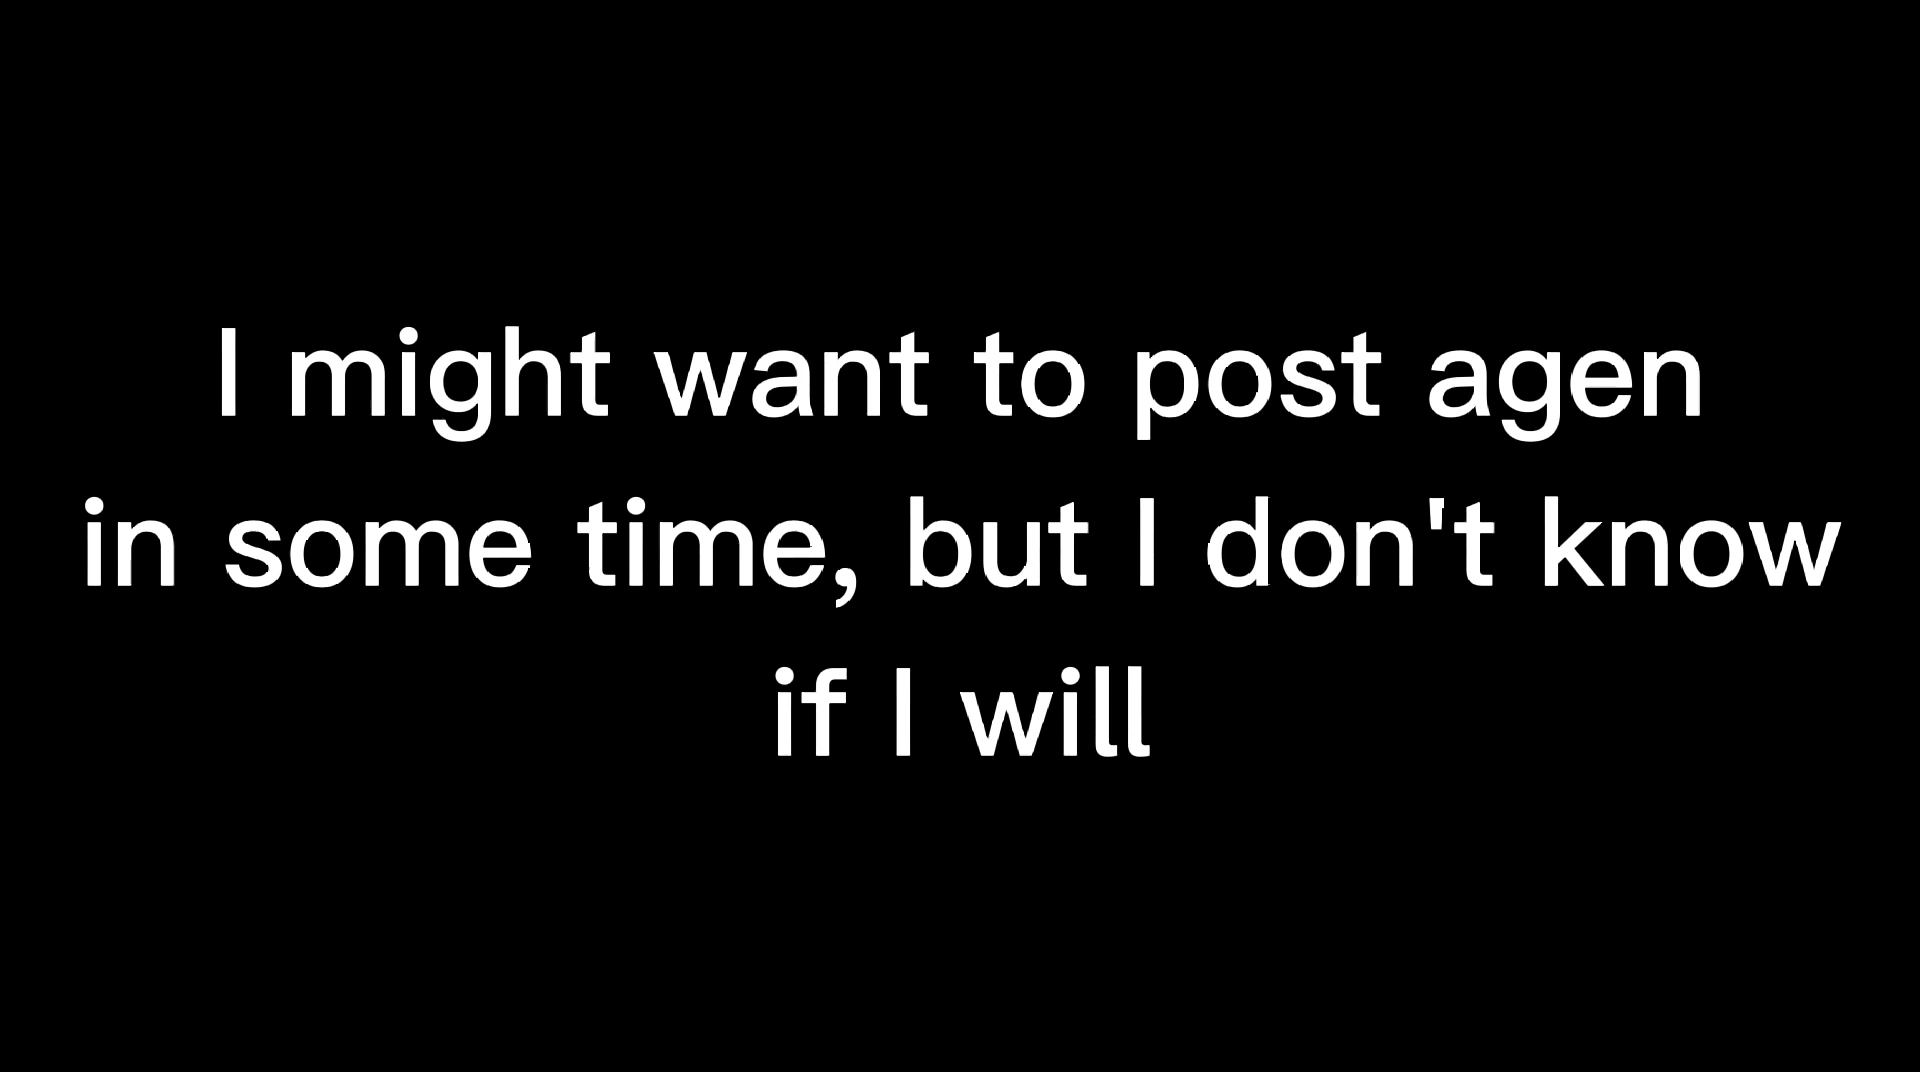 I might want to post agen
in some time, but I don't know
if I will